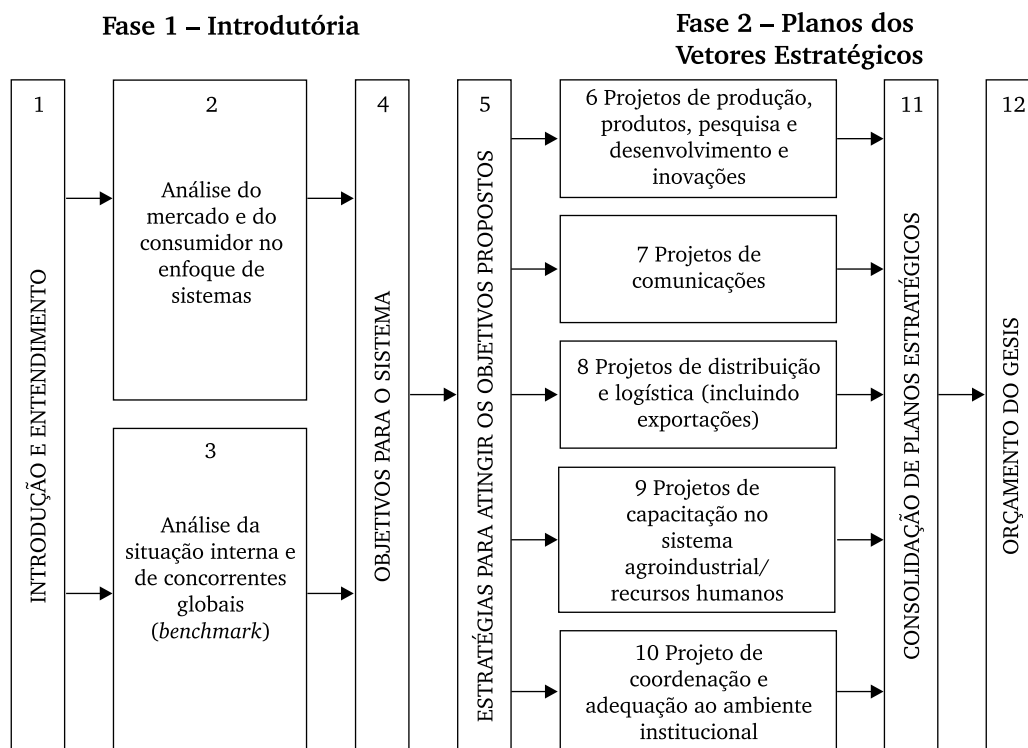 Fase 1 – Introdutória
Fase 2 – Planos dos
Vetores Estratégicos
1
INTRODUÇÃO E ENTENDIMENTO
2
Análise do
mercado e do
consumidor no
enfoque de
sistemas
3
Análise da
situação interna e
de concorrentes
globais
(benchmark)
4
OBJETIVOS PARA O SISTEMA
5
ESTRATÉGIAS PARA ATINGIR OS OBJETIVOS PROPOSTOS
6 Projetos de produção,
produtos, pesquisa e
desenvolvimento e
inovações
7 Projetos de
comunicações
8 Projetos de distribuição
e logística (incluindo
exportações)
9 Projetos de
capacitação no
sistema
agroindustrial/
recursos humanos
10 Projeto de
coordenação e
adequação ao ambiente
institucional
11
CONSOLIDAÇÃO DE PLANOS ESTRATÉGICOS
12
ORÇAMENTO DO GESIS